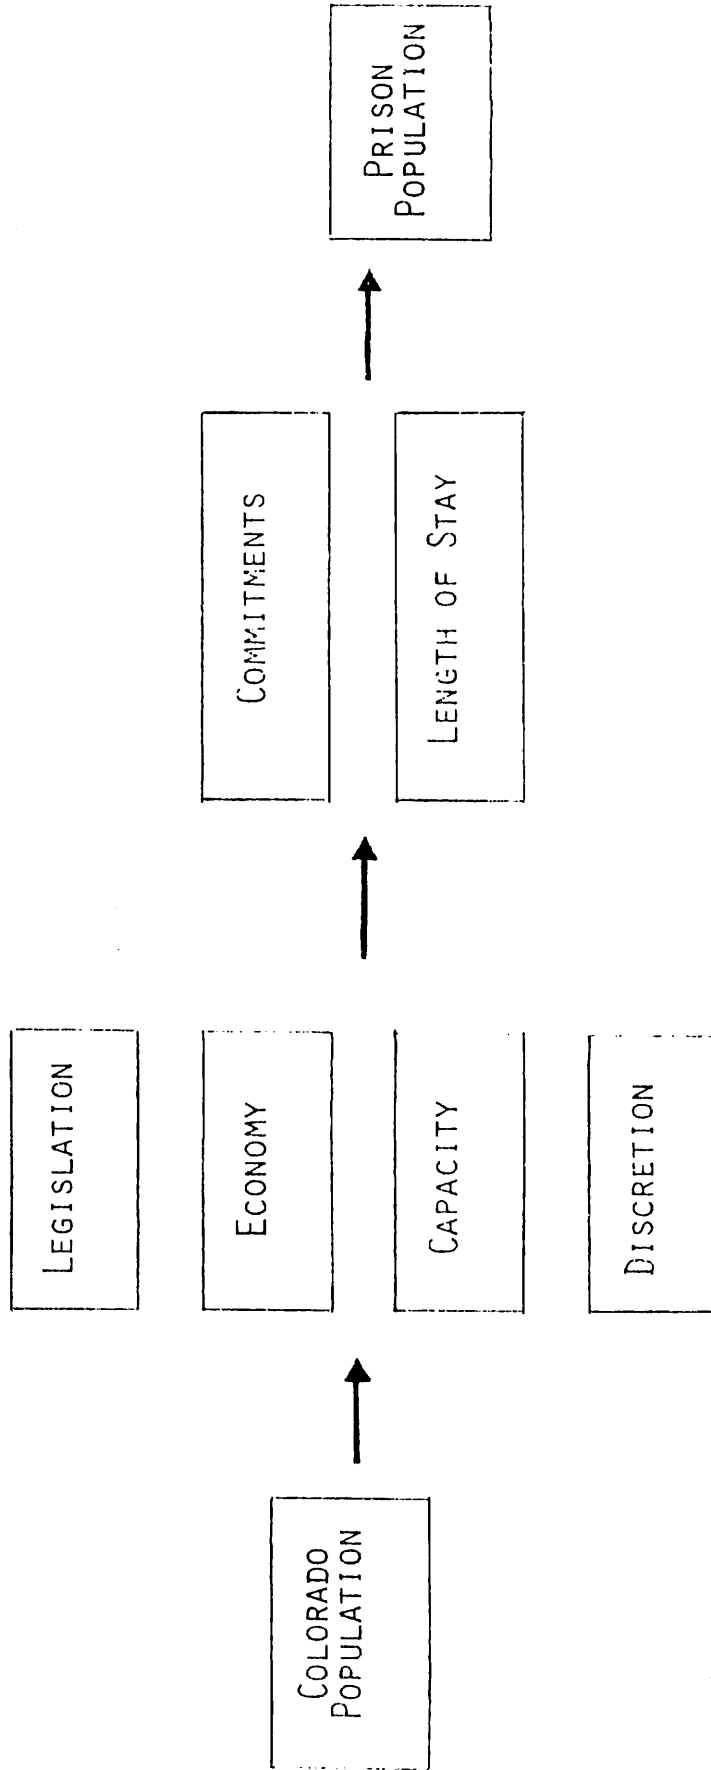 COLORADO
POPULATION
LEGISLATION
ECONOMY
CAPACITY
DISCRETION
COMMITMENTS
LENGTH OF STAY
PRISON
POPULATION